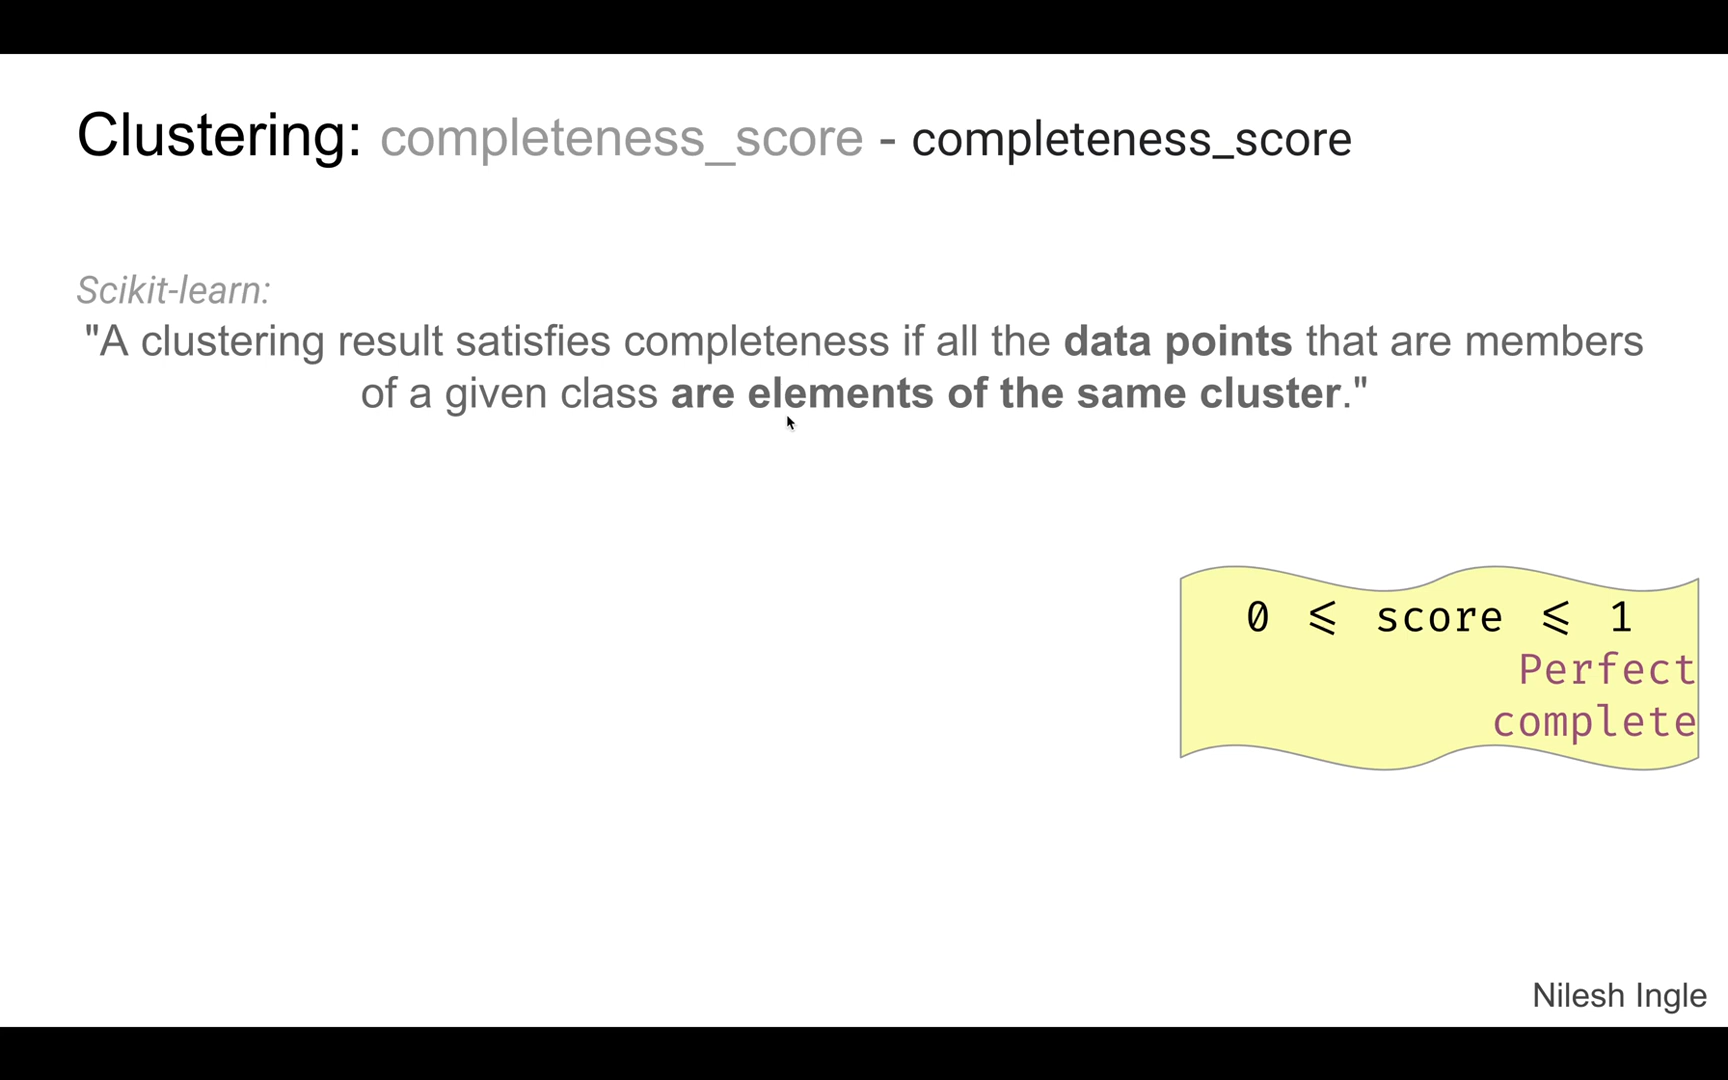 Clustering: completeness_score - completeness_score
Scikit-learn:
"A clustering result satisfies completeness if all the data points that are members
of a given class are elements of the same cluster."
0 ⩽ score ⩽ 1
Perfect
complete
Nilesh Ingle